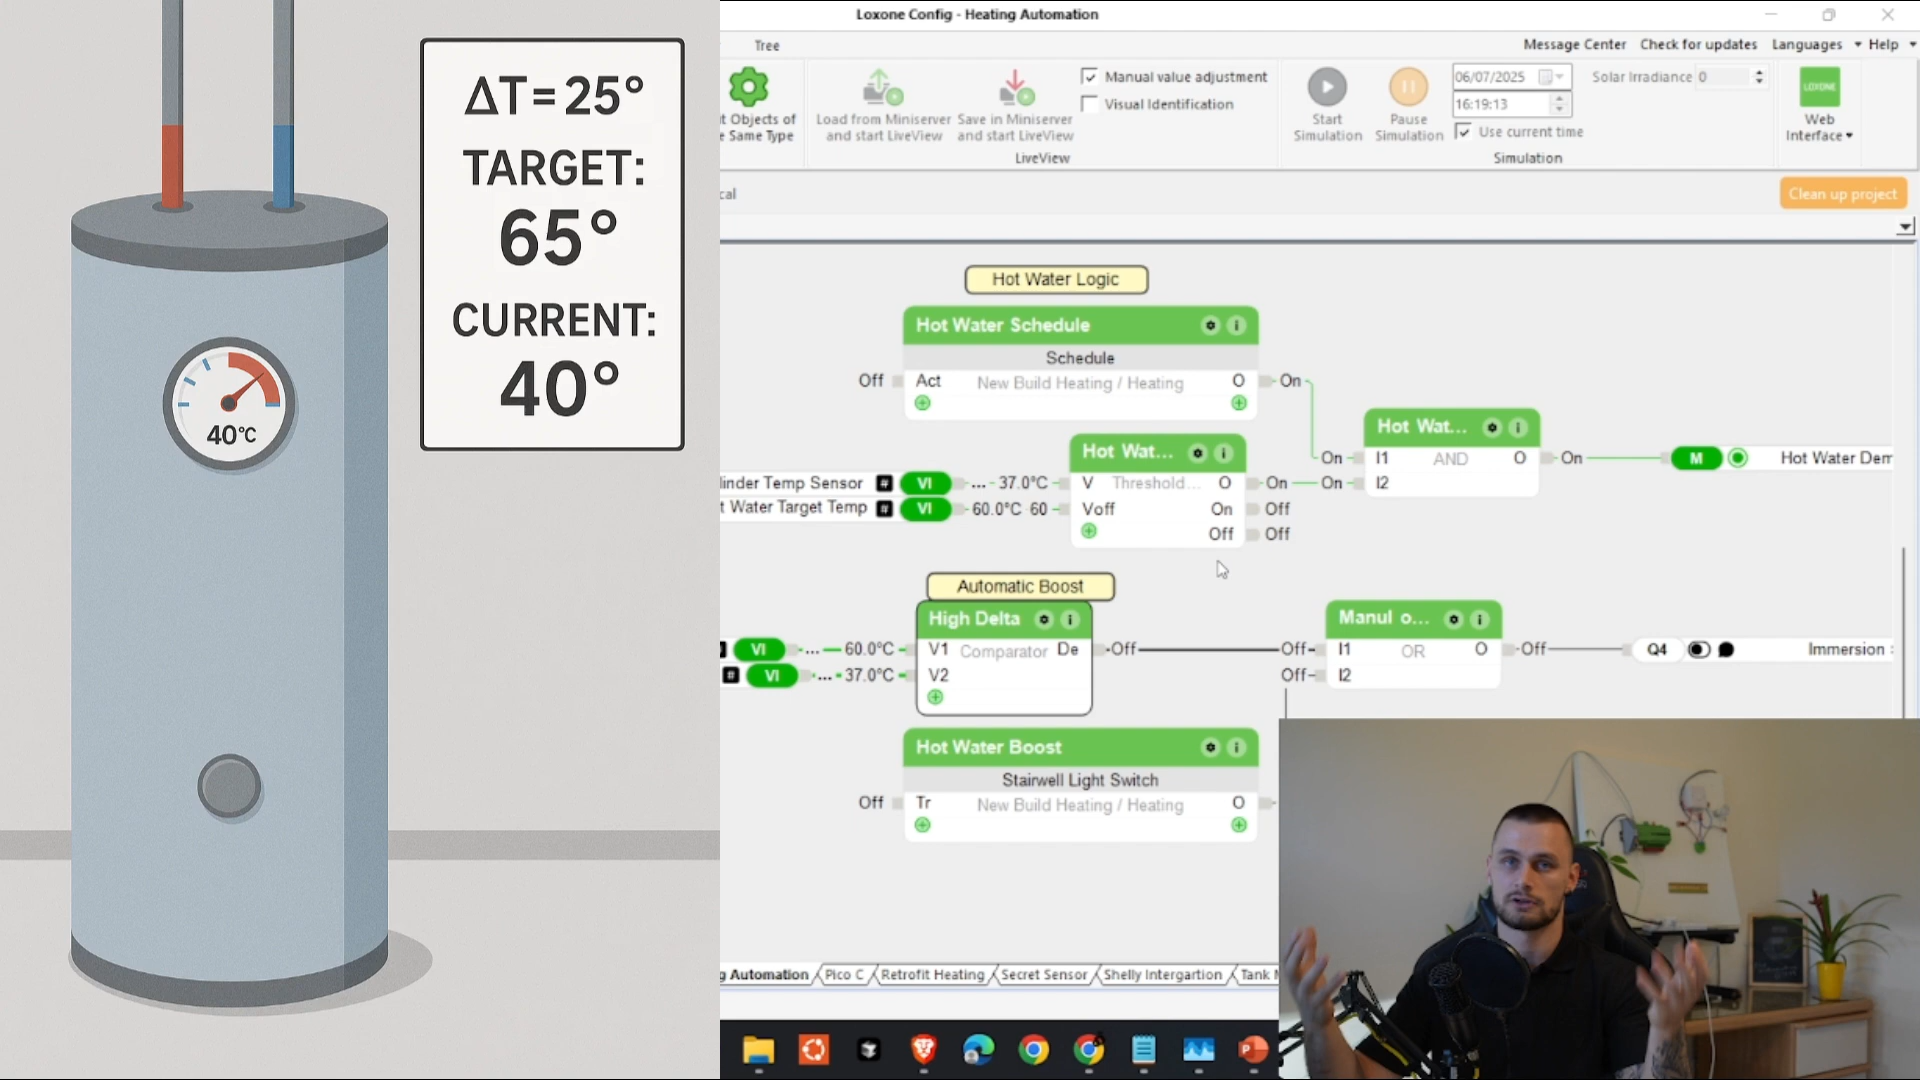 ΔT=25°
TARGET:
65°
CURRENT:
40°
40°C
Loxone Config - Heating Automation
Tree
Message Center Check for updates Languages Help
t Objects of
e Same Type
Load from Miniserver
and start LiveView
Save in Miniserver
and start LiveView
Manual value adjustment
Visual Identification
LiveView
Start
Simulation
Pause
Simulation
06/07/2025
16:19:13
Use current time
Solar Irradiance 0
Simulation
LOXONE
Web
Interface
cal
Clean up project
Hot Water Logic
Hot Water Schedule
Schedule
Off Act New Build Heating / Heating O On
Hot Wat...
On I1 AND O On M Hot Water Dem
On I2
Hot Wat...
linder Temp Sensor # VI ... 37.0°C V Threshold... O On
t Water Target Temp # VI 60.0°C 60 Voff On Off
Off Off
Automatic Boost
High Delta
VI ... 60.0°C V1 Comparator De Off
# VI ... 37.0°C V2
Manul o...
Off I1 OR O Off Q4 Immersion
Off I2
Hot Water Boost
Stairwell Light Switch
Off Tr New Build Heating / Heating O
g Automation Pico C Retrofit Heating Secret Sensor Shelly Intergartion Tank M